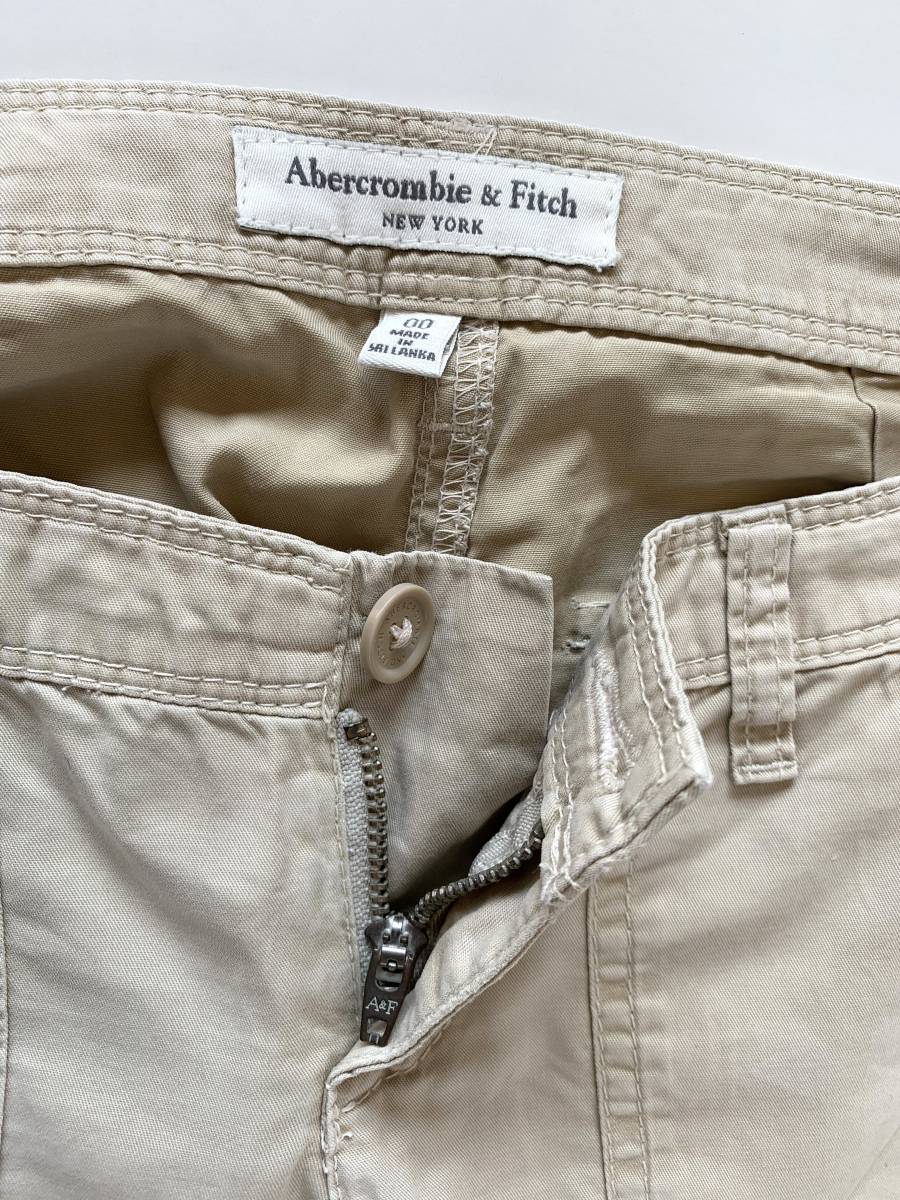 Abercrombie & Fitch
NEW YORK
00
MADE
IN
SRI LANKA
A&F